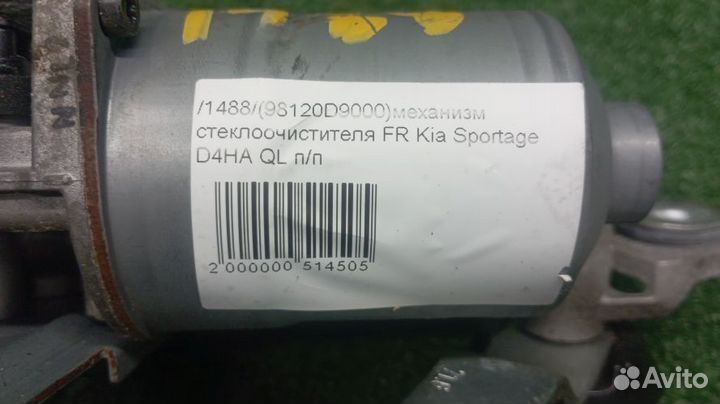 /1488/(98120D9000)механизм
стеклоочистителя FR Kia Sportage
D4HA QL п/п
2 000000 514505
Avito